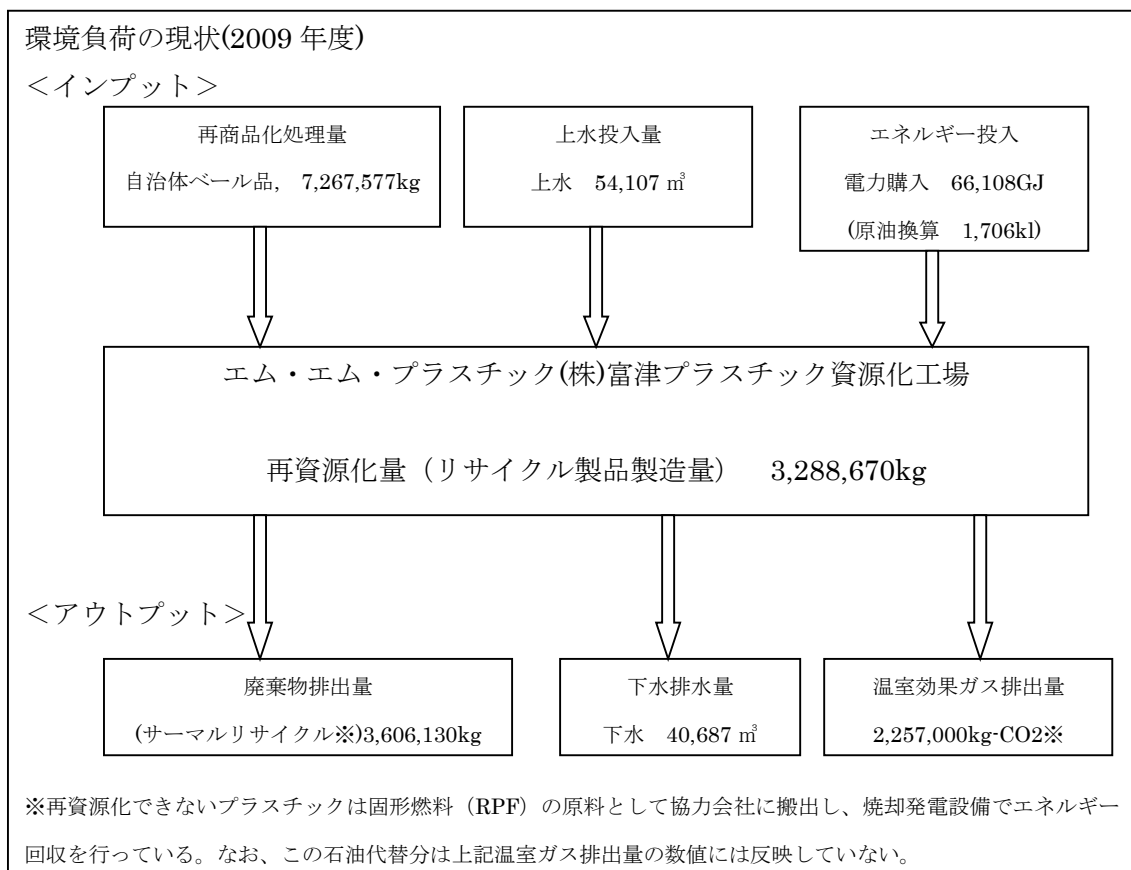 環境負荷の現状(2009 年度)
＜インプット＞
再商品化処理量
自治体ベール品, 7,267,577kg
上水投入量
上水 54,107 ㎥
エネルギー投入
電力購入 66,108GJ
(原油換算 1,706kl)
エム・エム・プラスチック(株)富津プラスチック資源化工場
再資源化量（リサイクル製品製造量） 3,288,670kg
＜アウトプット＞
廃棄物排出量
(サーマルリサイクル※)3,606,130kg
下水排水量
下水 40,687 ㎥
温室効果ガス排出量
2,257,000kg-CO2※
※再資源化できないプラスチックは固形燃料（RPF）の原料として協力会社に搬出し、焼却発電設備でエネルギー
回収を行っている。なお、この石油代替分は上記温室ガス排出量の数値には反映していない。